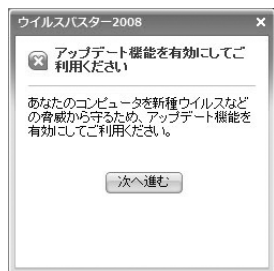 ウイルスバスター2008
アップデート機能を有効にしてご
利用ください
あなたのコンピュータを新種ウイルスなど
の脅威から守るため、アップデート機能を
有効にしてご利用ください。
次へ進む